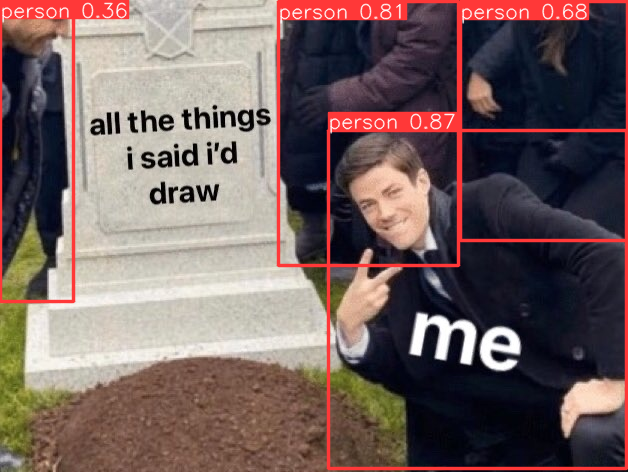 person 0.36
person 0.81
person 0.68
person 0.87
all the things
i said i'd
draw
me